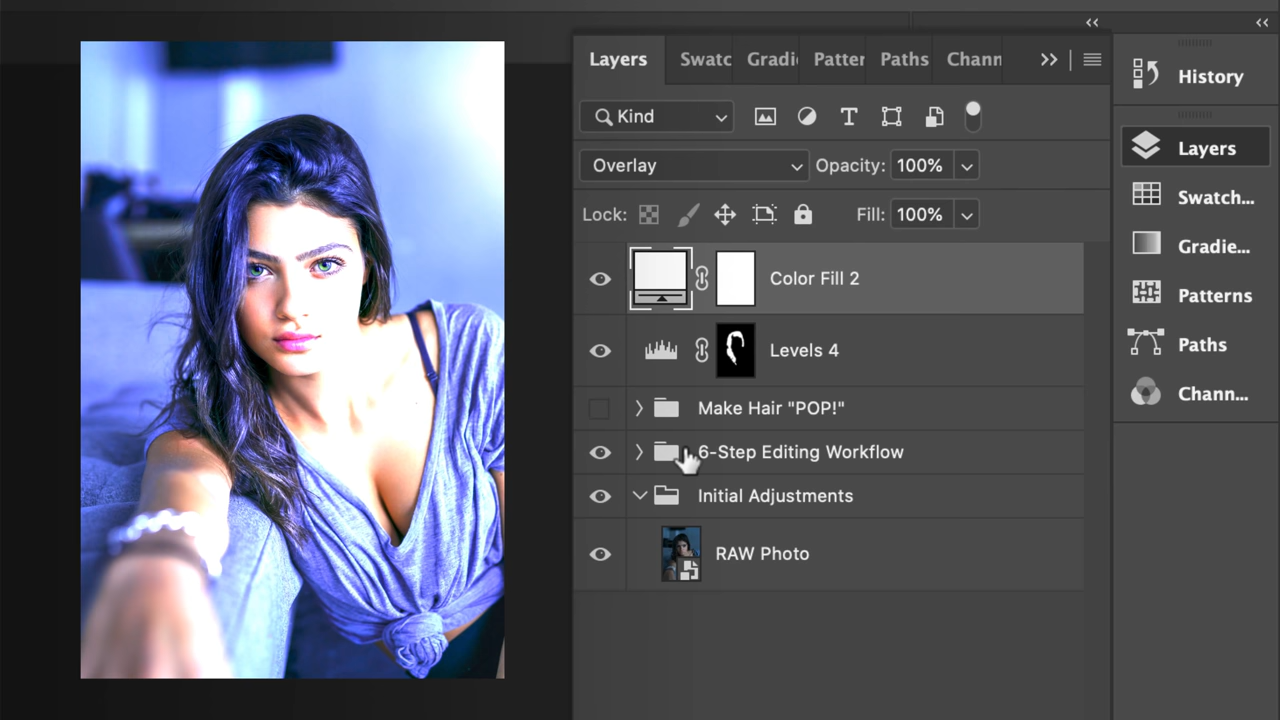 Layers Swatc Gradi Patter Paths Chann
Kind
Overlay Opacity: 100%
Lock: Fill: 100%
Color Fill 2
Levels 4
Make Hair "POP!"
6-Step Editing Workflow
Initial Adjustments
RAW Photo
History
Layers
Swatch...
Gradie...
Patterns
Paths
Chann...